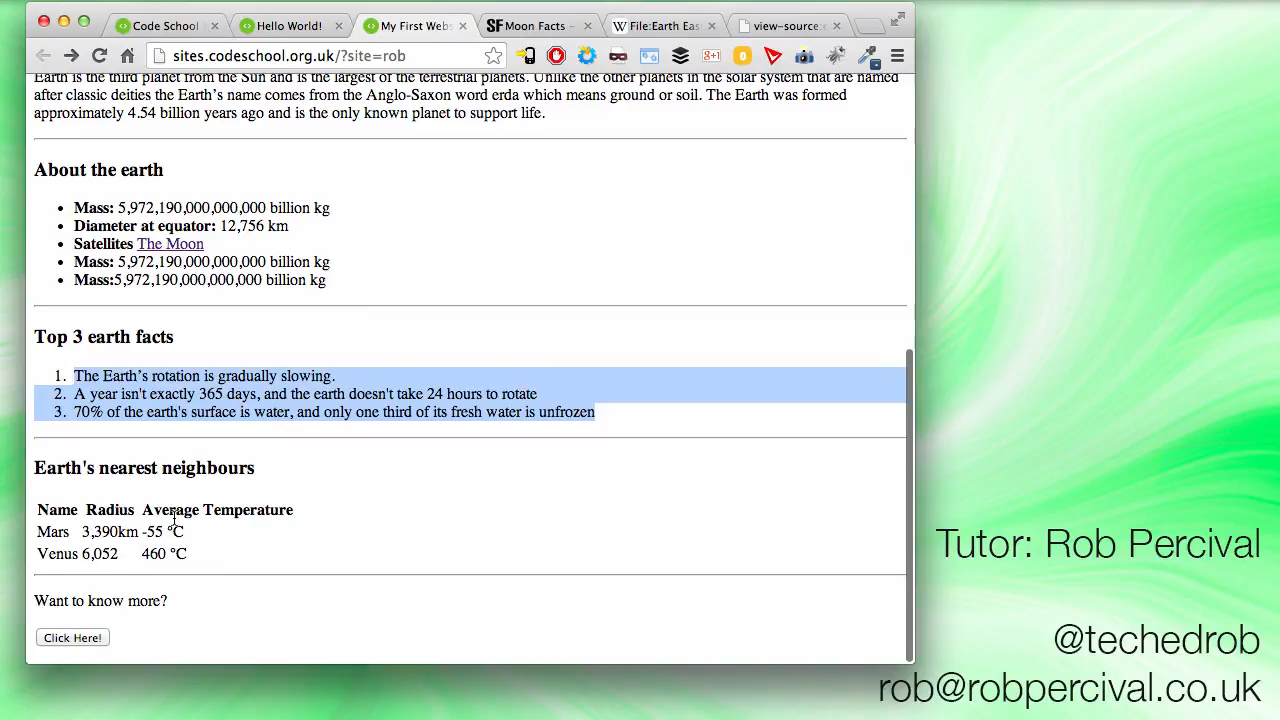 Code School
Hello World!
My First Webs
SF Moon Facts -
W File:Earth Eas
view-source:
sites.codeschool.org.uk/?site=rob
g+1
0
Earth is the third planet from the Sun and is the largest of the terrestrial planets. Unlike the other planets in the solar system that are named
after classic deities the Earth’s name comes from the Anglo-Saxon word erda which means ground or soil. The Earth was formed
approximately 4.54 billion years ago and is the only known planet to support life.
About the earth
• Mass: 5,972,190,000,000,000 billion kg
• Diameter at equator: 12,756 km
• Satellites The Moon
• Mass: 5,972,190,000,000,000 billion kg
• Mass:5,972,190,000,000,000 billion kg
Top 3 earth facts
1. The Earth’s rotation is gradually slowing.
2. A year isn't exactly 365 days, and the earth doesn't take 24 hours to rotate
3. 70% of the earth's surface is water, and only one third of its fresh water is unfrozen
Earth's nearest neighbours
Name Radius Average Temperature
Mars 3,390km -55 °C
Venus 6,052 460 °C
Want to know more?
Click Here!
Tutor: Rob Percival
@techedrob
rob@robpercival.co.uk